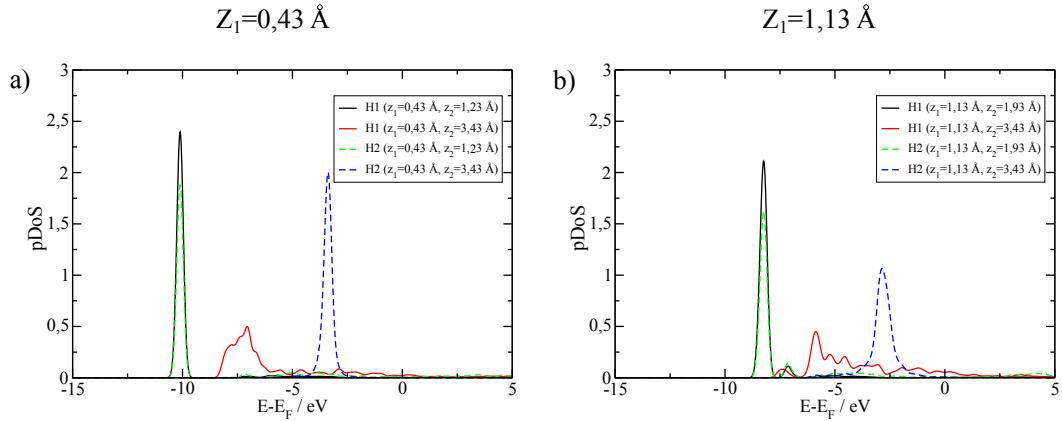 Z₁=0,43 Å
Z₁=1,13 Å
a)
pDoS
3
2,5
2
1,5
1
0,5
0
-15
-10
-5
0
5
E-E_F / eV
H1 (z₁=0,43 Å, z₂=1,23 Å)
H1 (z₁=0,43 Å, z₂=3,43 Å)
H2 (z₁=0,43 Å, z₂=1,23 Å)
H2 (z₁=0,43 Å, z₂=3,43 Å)
b)
pDoS
3
2,5
2
1,5
1
0,5
0
-15
-10
-5
0
5
E-E_F / eV
H1 (z₁=1,13 Å, z₂=1,93 Å)
H1 (z₁=1,13 Å, z₂=3,43 Å)
H2 (z₁=1,13 Å, z₂=1,93 Å)
H2 (z₁=1,13 Å, z₂=3,43 Å)